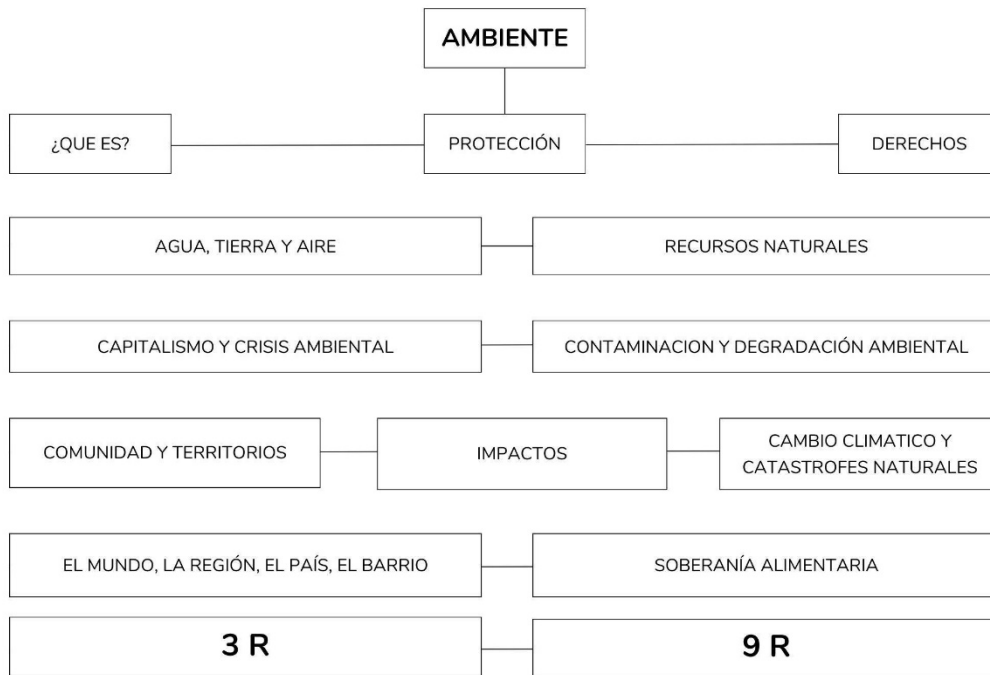 AMBIENTE
¿QUE ES?
PROTECCIÓN
DERECHOS
AGUA, TIERRA Y AIRE
RECURSOS NATURALES
CAPITALISMO Y CRISIS AMBIENTAL
CONTAMINACION Y DEGRADACIÓN AMBIENTAL
COMUNIDAD Y TERRITORIOS
IMPACTOS
CAMBIO CLIMATICO Y
CATASTROFES NATURALES
EL MUNDO, LA REGIÓN, EL PAÍS, EL BARRIO
SOBERANÍA ALIMENTARIA
3 R
9 R